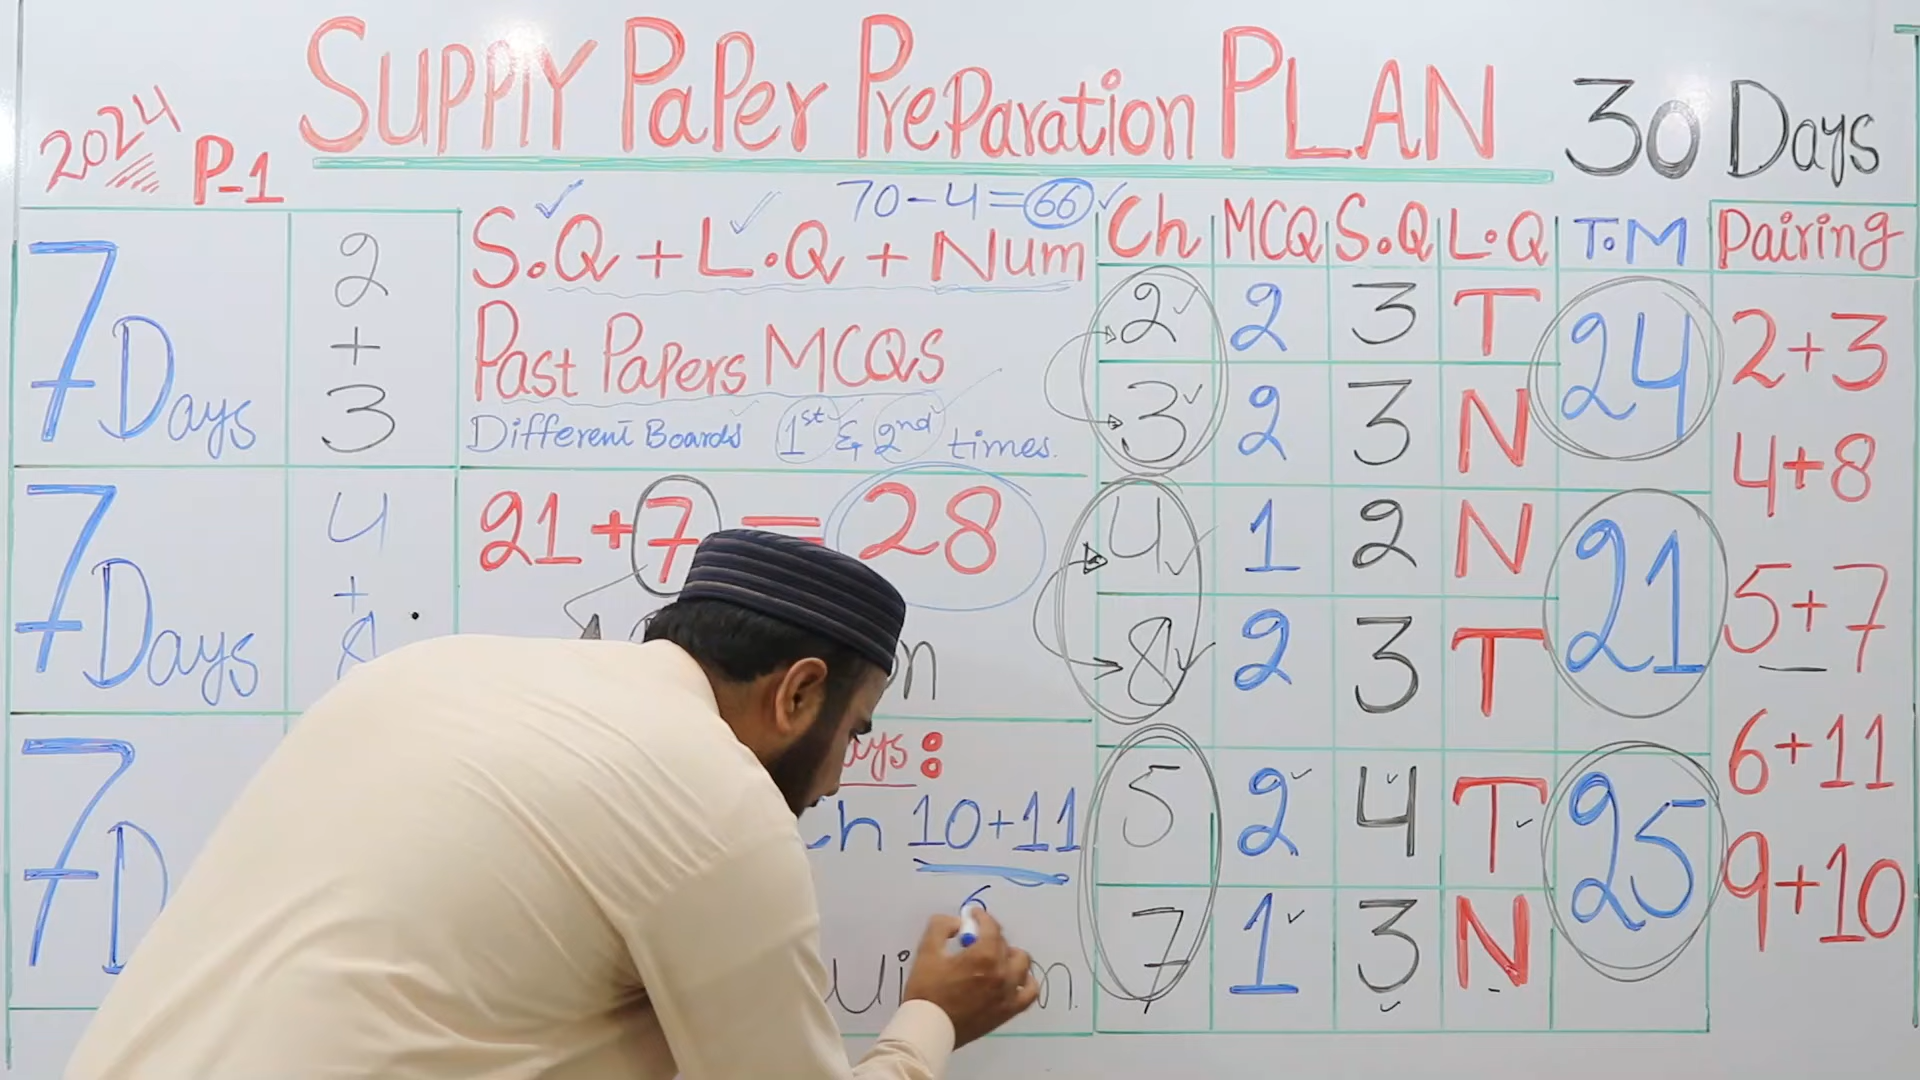 SUPPlY PaPer PreParation PLAN 30 Days
2024 P-1
70-4=66
7 Days 2 + 3
S.Q + L.Q + Num
Past Papers MCQS
Different Boards 1st & 2nd times.
7 Days 4 + 8
21 + 7 = 28
7 D
ays:
ch 10+11
6
Ch MCQ S.Q L.Q T.M
2 2 3 T 24
3 2 3 N
4 1 2 N 21
8 2 3 T
5 2 4 T 25
7 1 3 N
Pairing
2+3
4+8
5+7
6+11
9+10